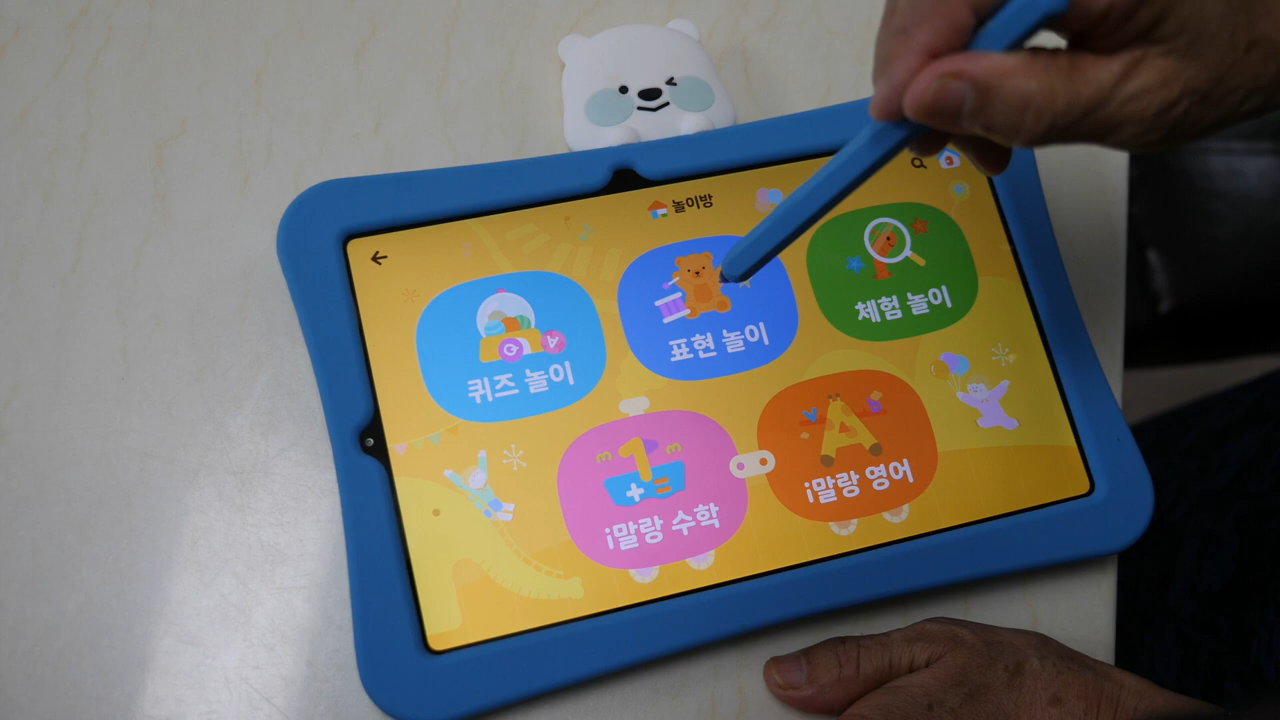 놀이방
퀴즈 놀이
표현 놀이
체험 놀이
i말랑 수학
i말랑 영어